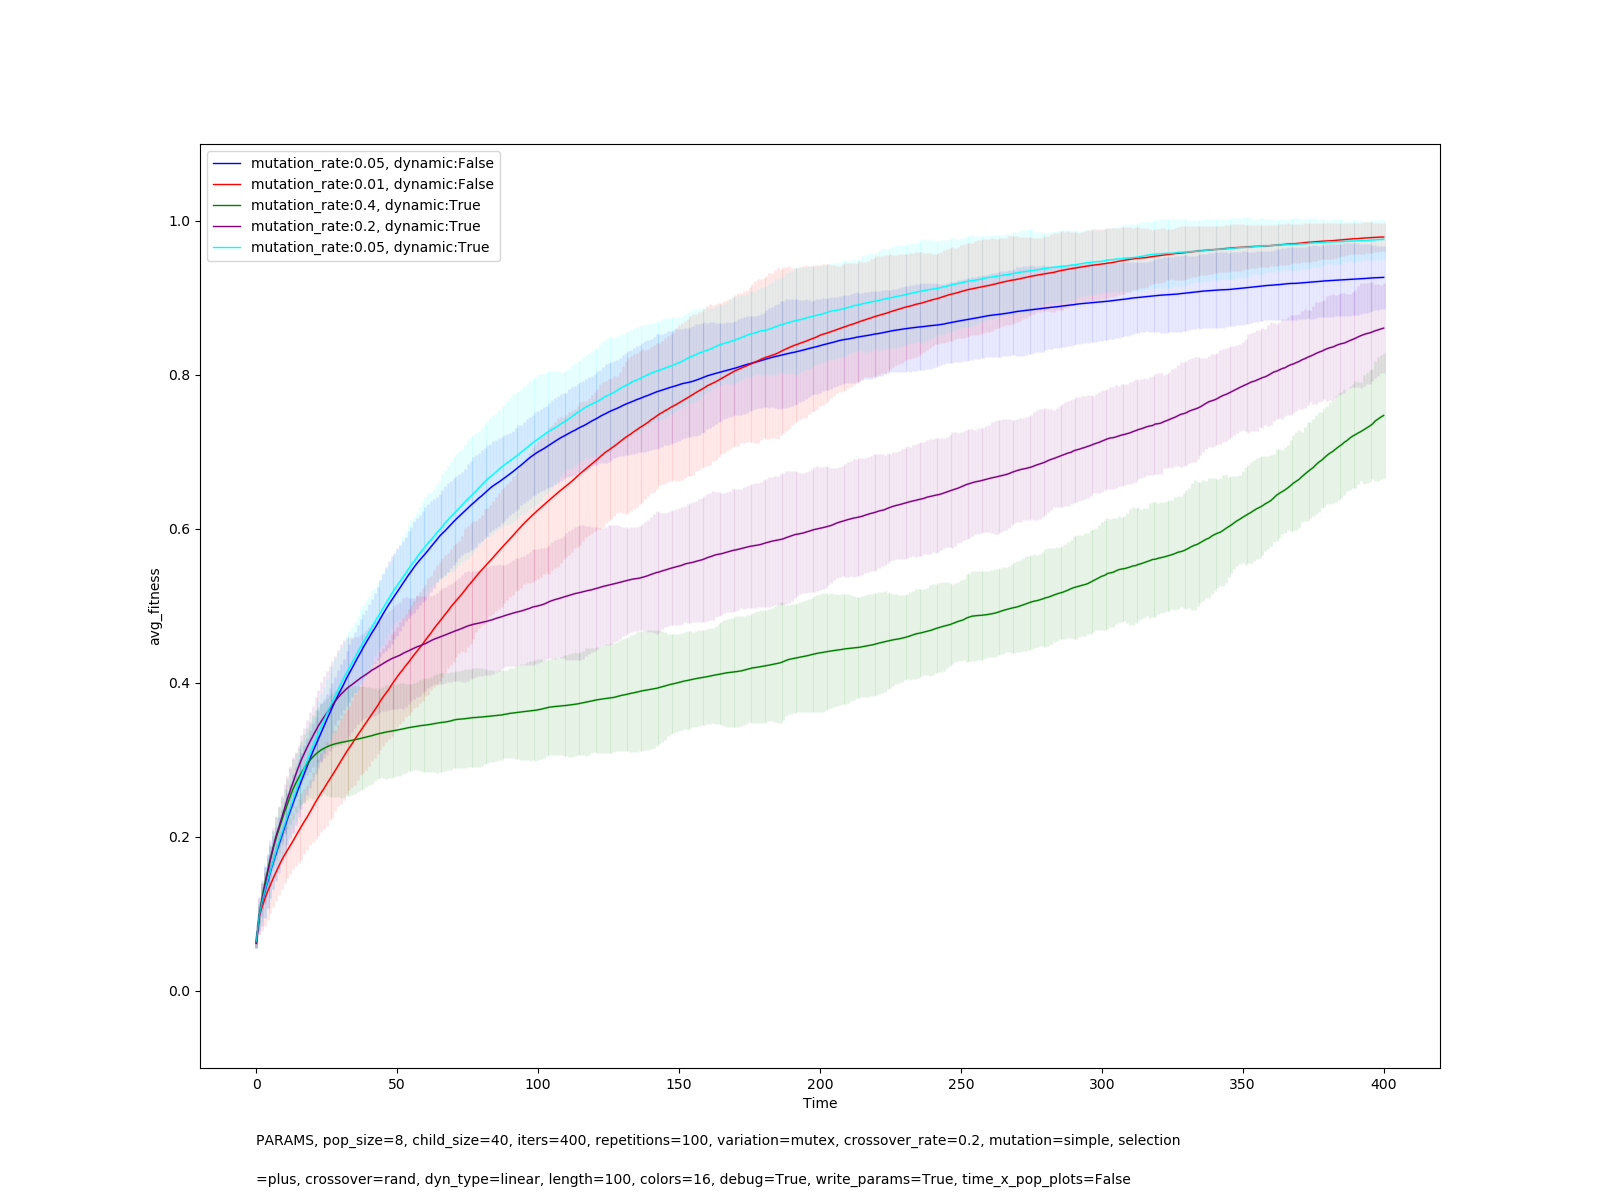 mutation_rate:0.05, dynamic:False
mutation_rate:0.01, dynamic:False
mutation_rate:0.4, dynamic:True
mutation_rate:0.2, dynamic:True
mutation_rate:0.05, dynamic:True
1.0
0.8
0.6
0.4
0.2
0.0
avg_fitness
0 50 100 150 200 250 300 350 400
Time
PARAMS, pop_size=8, child_size=40, iters=400, repetitions=100, variation=mutex, crossover_rate=0.2, mutation=simple, selection
=plus, crossover=rand, dyn_type=linear, length=100, colors=16, debug=True, write_params=True, time_x_pop_plots=False